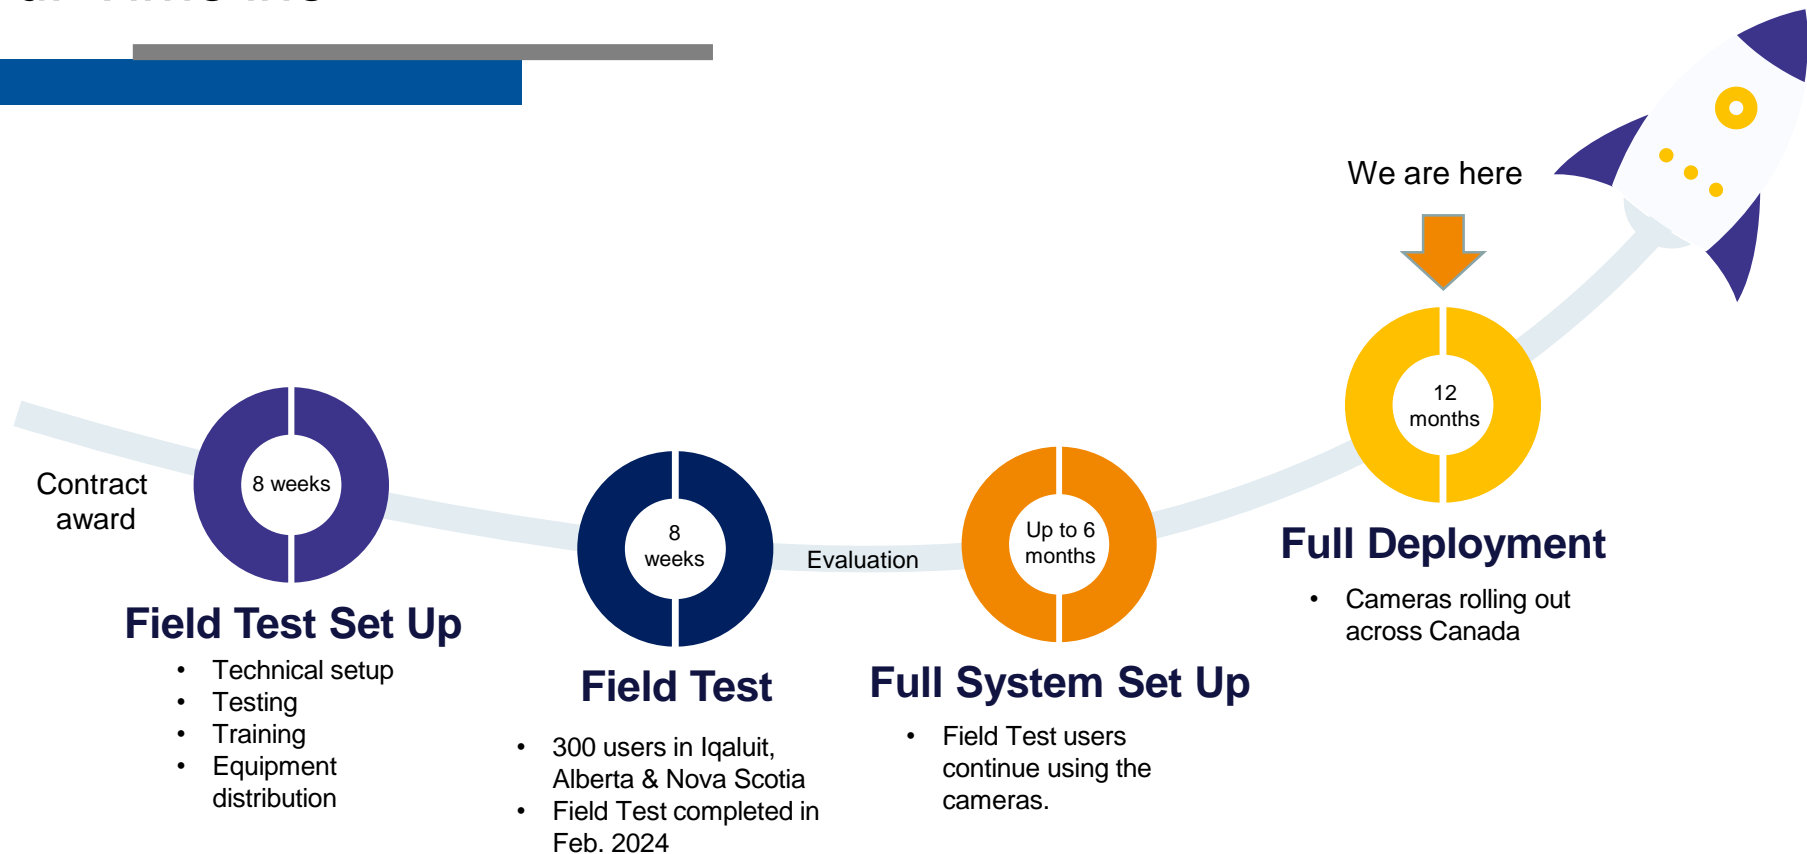 We are here
Contract
award
8 weeks
Field Test Set Up
• Technical setup
• Testing
• Training
• Equipment
distribution
8
weeks
Field Test
• 300 users in Iqaluit,
Alberta & Nova Scotia
• Field Test completed in
Feb. 2024
Evaluation
Up to 6
months
Full System Set Up
• Field Test users
continue using the
cameras.
12
months
Full Deployment
• Cameras rolling out
across Canada